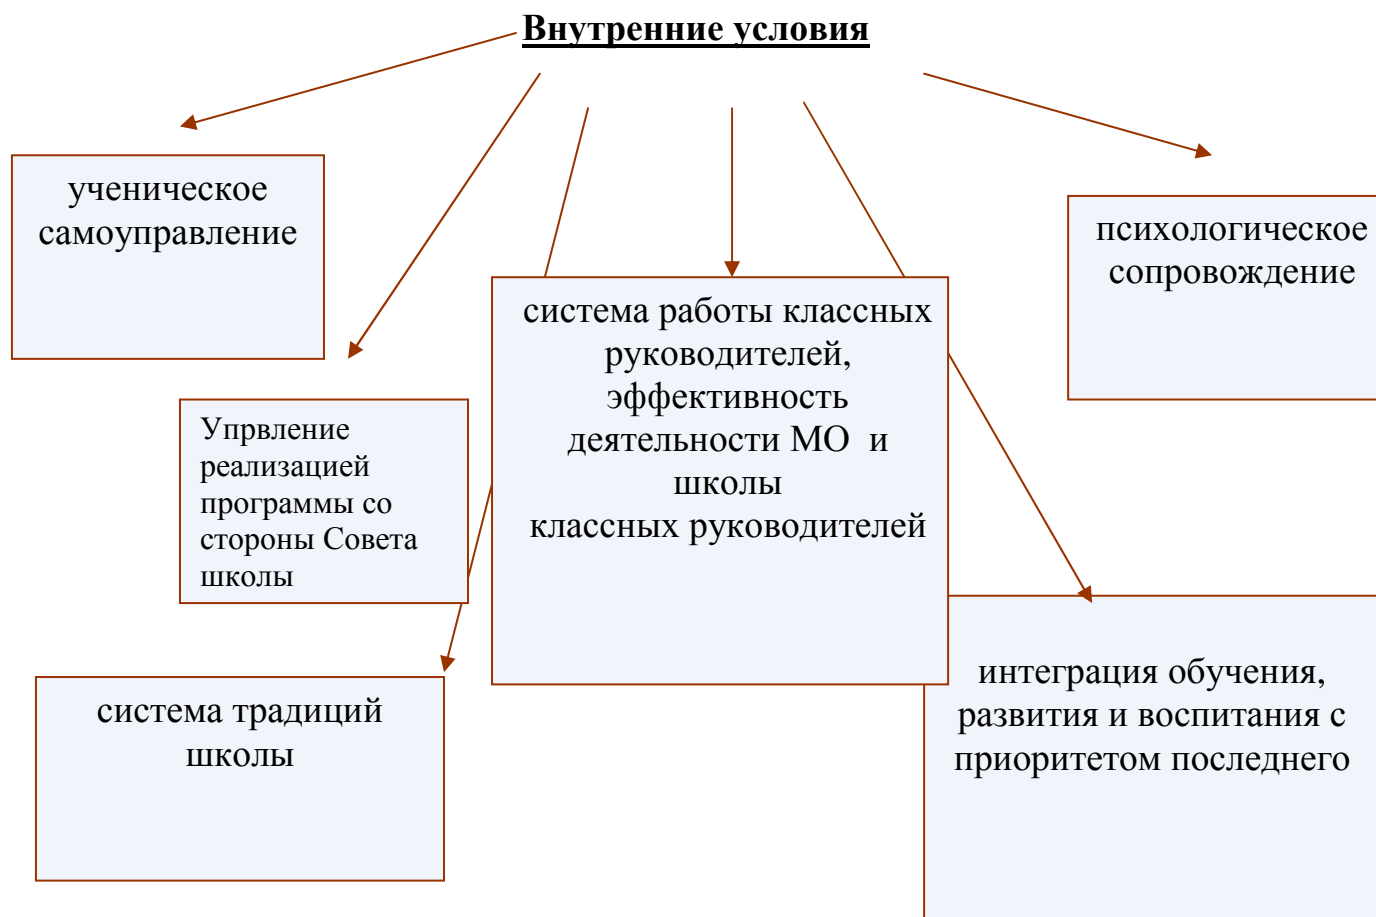 Внутренние условия
ученическое
самоуправление
психологическое
сопровождение
система работы классных
руководителей,
эффективность
деятельности МО  и
школы
классных руководителей
Упрвление
реализацией
программы со
стороны Совета
школы
система традиций
школы
интеграция обучения,
развития и воспитания с
приоритетом последнего